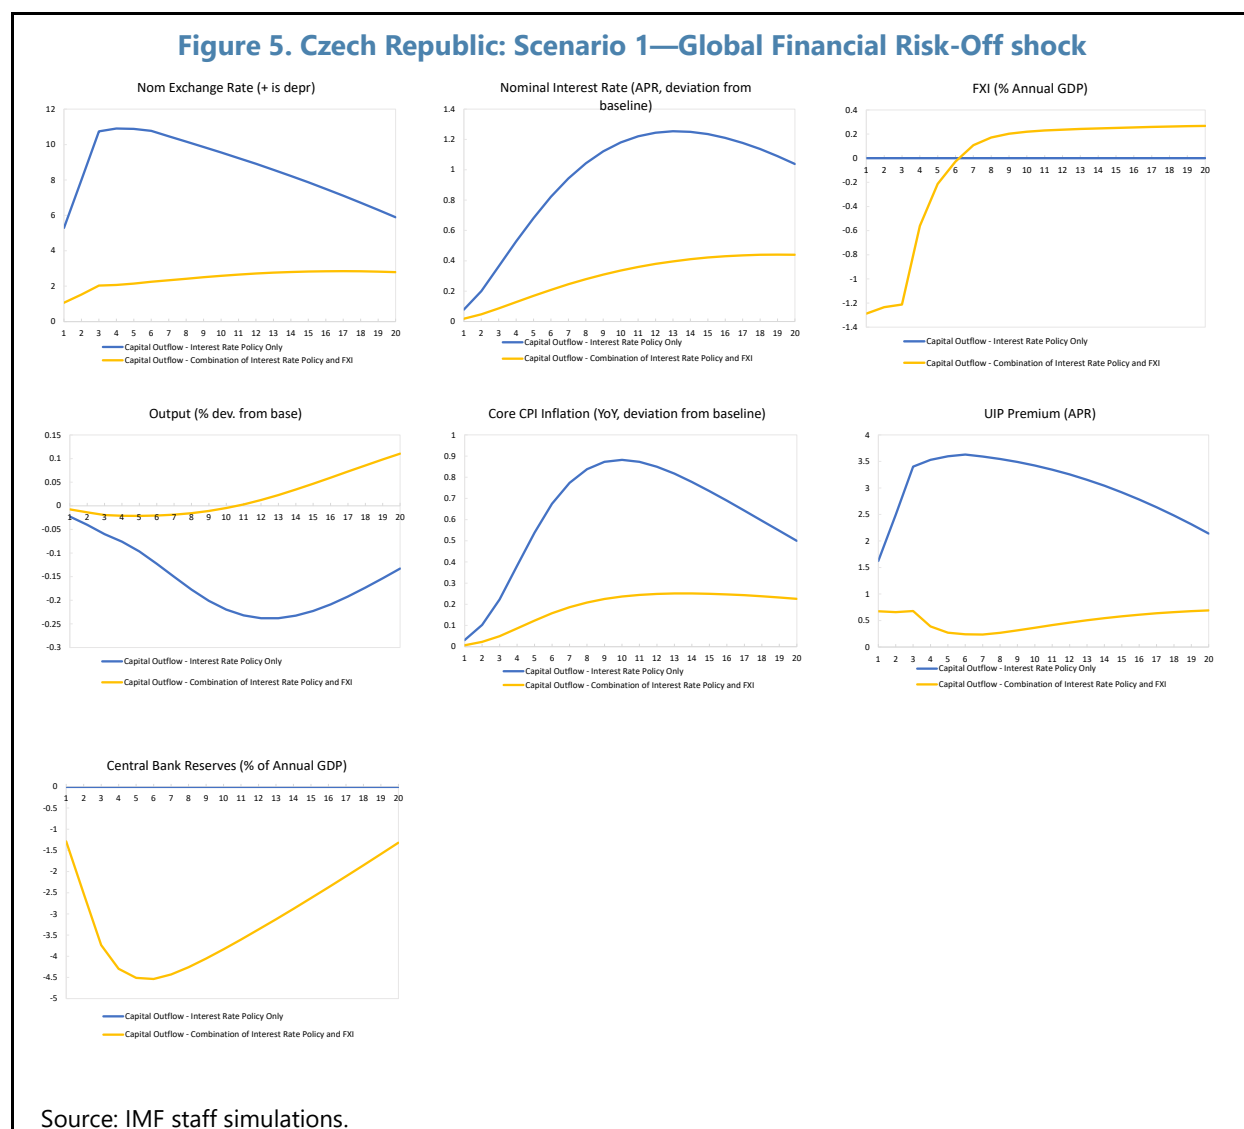 Figure 5. Czech Republic: Scenario 1—Global Financial Risk-Off shock
Nom Exchange Rate (+ is depr)
12
10
8
6
4
2
0
1 2 3 4 5 6 7 8 9 10 11 12 13 14 15 16 17 18 19 20
Capital Outflow - Interest Rate Policy Only
Capital Outflow - Combination of Interest Rate Policy and FXI
Nominal Interest Rate (APR, deviation from
baseline)
1.4
1.2
1
0.8
0.6
0.4
0.2
0
1 2 3 4 5 6 7 8 9 10 11 12 13 14 15 16 17 18 19 20
Capital Outflow - Interest Rate Policy Only
Capital Outflow - Combination of Interest Rate Policy and FXI
FXI (% Annual GDP)
0.4
0.2
0
1 2 3 4 5 6 7 8 9 10 11 12 13 14 15 16 17 18 19 20
-0.2
-0.4
-0.6
-0.8
-1
-1.2
-1.4
Capital Outflow - Interest Rate Policy Only
Capital Outflow - Combination of Interest Rate Policy and FXI
Output (% dev. from base)
0.15
0.1
0.05
0
1 2 3 4 5 6 7 8 9 10 11 12 13 14 15 16 17 18 19 20
-0.05
-0.1
-0.15
-0.2
-0.25
-0.3
Capital Outflow - Interest Rate Policy Only
Capital Outflow - Combination of Interest Rate Policy and FXI
Core CPI Inflation (YoY, deviation from baseline)
1
0.9
0.8
0.7
0.6
0.5
0.4
0.3
0.2
0.1
0
1 2 3 4 5 6 7 8 9 10 11 12 13 14 15 16 17 18 19 20
Capital Outflow - Interest Rate Policy Only
Capital Outflow - Combination of Interest Rate Policy and FXI
UIP Premium (APR)
4
3.5
3
2.5
2
1.5
1
0.5
0
1 2 3 4 5 6 7 8 9 10 11 12 13 14 15 16 17 18 19 20
Capital Outflow - Interest Rate Policy Only
Capital Outflow - Combination of Interest Rate Policy and FXI
Central Bank Reserves (% of Annual GDP)
0
1 2 3 4 5 6 7 8 9 10 11 12 13 14 15 16 17 18 19 20
-0.5
-1
-1.5
-2
-2.5
-3
-3.5
-4
-4.5
-5
Capital Outflow - Interest Rate Policy Only
Capital Outflow - Combination of Interest Rate Policy and FXI
Source: IMF staff simulations.